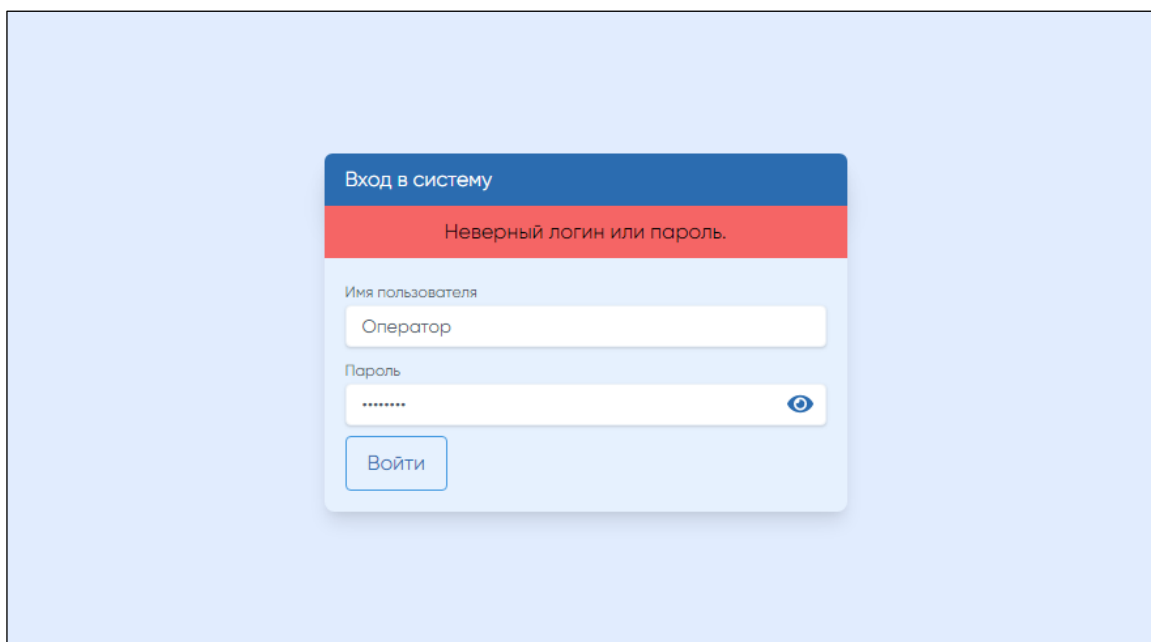 Вход в систему
Неверный логин или пароль.
Имя пользователя
Оператор
Пароль
••••••••
Войти